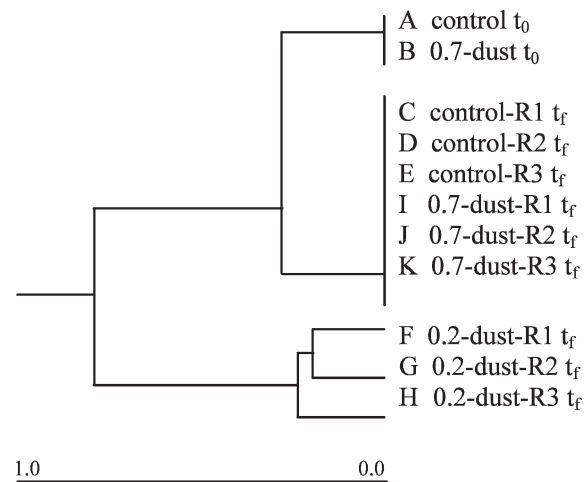 A control t₀
B 0.7-dust t₀
C control-R1 tf
D control-R2 tf
E control-R3 tf
I 0.7-dust-R1 tf
J 0.7-dust-R2 tf
K 0.7-dust-R3 tf
F 0.2-dust-R1 tf
G 0.2-dust-R2 tf
H 0.2-dust-R3 tf
1.0 0.0